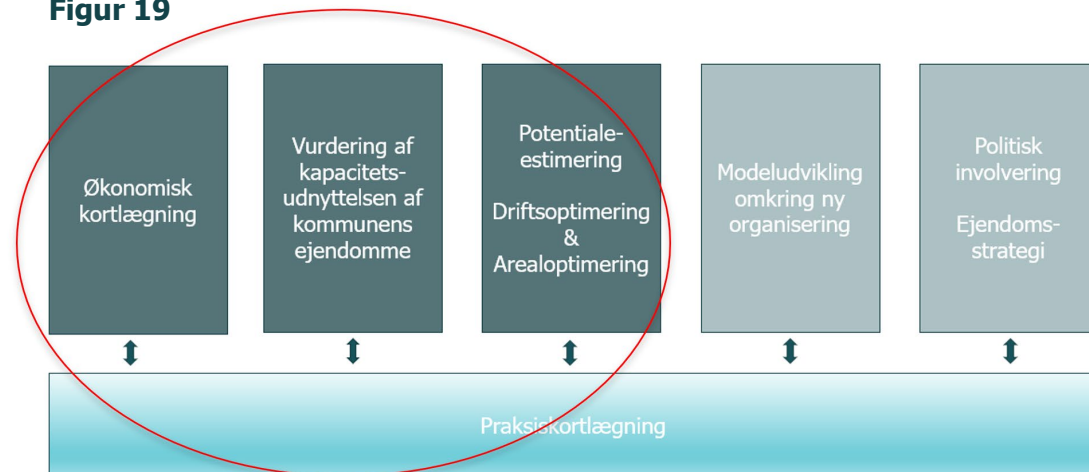 Figur 19
Økonomisk
kortlægning
Vurdering af
kapacitets-
udnyttelsen af
kommunens
ejendomme
Potentiale-
estimering
Driftsoptimering
&
Arealoptimering
Modeludvikling
omkring ny
organisering
Politisk
involvering
Ejendoms-
strategi
Praksiskortlægning